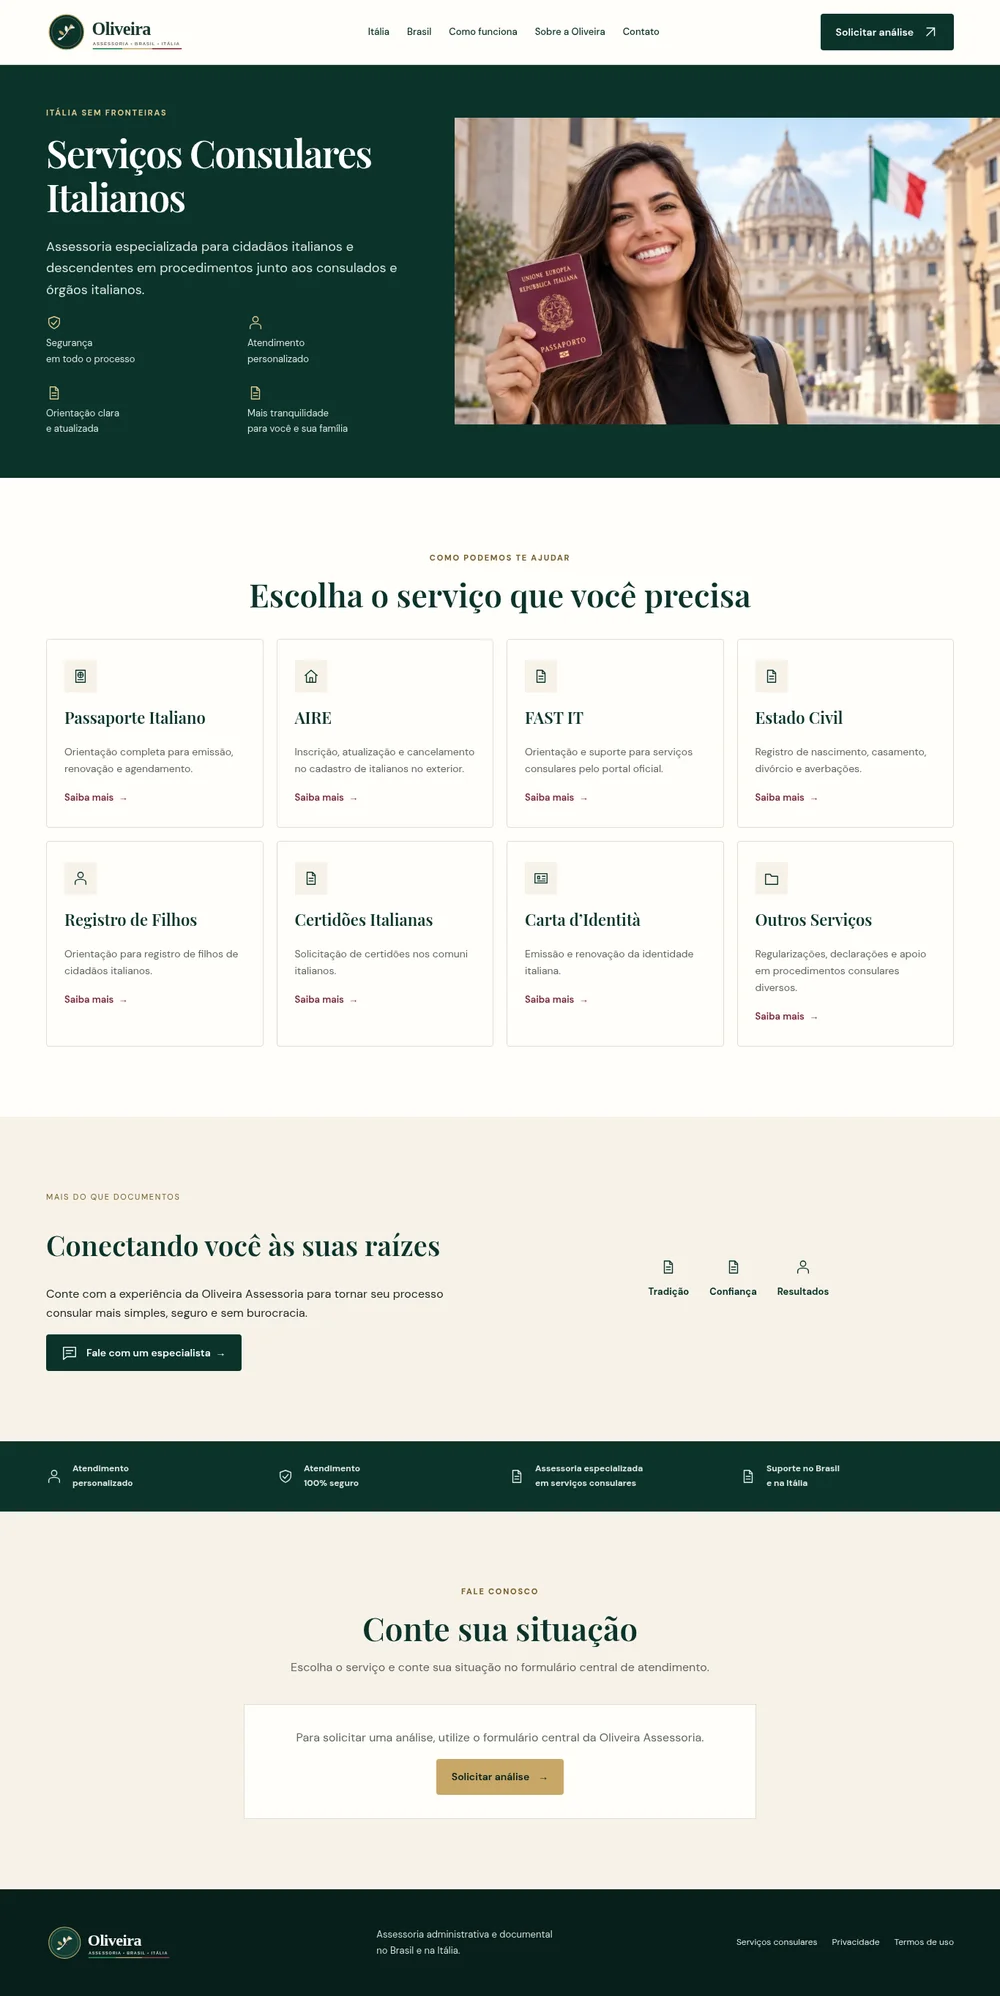 Oliveira
ASSESSORIA • BRASIL • ITÁLIA
Itália
Brasil
Como funciona
Sobre a Oliveira
Contato
Solicitar análise
ITÁLIA SEM FRONTEIRAS
Serviços Consulares
Italianos
Assessoria especializada para cidadãos italianos e
descendentes em procedimentos junto aos consulados e
órgãos italianos.
Segurança
em todo o processo
Atendimento
personalizado
Orientação clara
e atualizada
Mais tranquilidade
para você e sua família
UNIONE EUROPEA
REPUBBLICA ITALIANA
PASSAPORTO
COMO PODEMOS TE AJUDAR
Escolha o serviço que você precisa
Passaporte Italiano
Orientação completa para emissão,
renovação e agendamento.
Saiba mais →
AIRE
Inscrição, atualização e cancelamento
no cadastro de italianos no exterior.
Saiba mais →
FAST IT
Orientação e suporte para serviços
consulares pelo portal oficial.
Saiba mais →
Estado Civil
Registro de nascimento, casamento,
divórcio e averbações.
Saiba mais →
Registro de Filhos
Orientação para registro de filhos de
cidadãos italianos.
Saiba mais →
Certidões Italianas
Solicitação de certidões nos comuni
italianos.
Saiba mais →
Carta d’Identità
Emissão e renovação da identidade
italiana.
Saiba mais →
Outros Serviços
Regularizações, declarações e apoio
em procedimentos consulares
diversos.
Saiba mais →
MAIS DO QUE DOCUMENTOS
Conectando você às suas raízes
Conte com a experiência da Oliveira Assessoria para tornar seu processo
consular mais simples, seguro e sem burocracia.
Fale com um especialista →
Tradição
Confiança
Resultados
Atendimento
personalizado
Atendimento
100% seguro
Assessoria especializada
em serviços consulares
Suporte no Brasil
e na Itália
FALE CONOSCO
Conte sua situação
Escolha o serviço e conte sua situação no formulário central de atendimento.
Para solicitar uma análise, utilize o formulário central da Oliveira Assessoria.
Solicitar análise →
Oliveira
ASSESSORIA • BRASIL • ITÁLIA
Assessoria administrativa e documental
no Brasil e na Itália.
Serviços consulares
Privacidade
Termos de uso